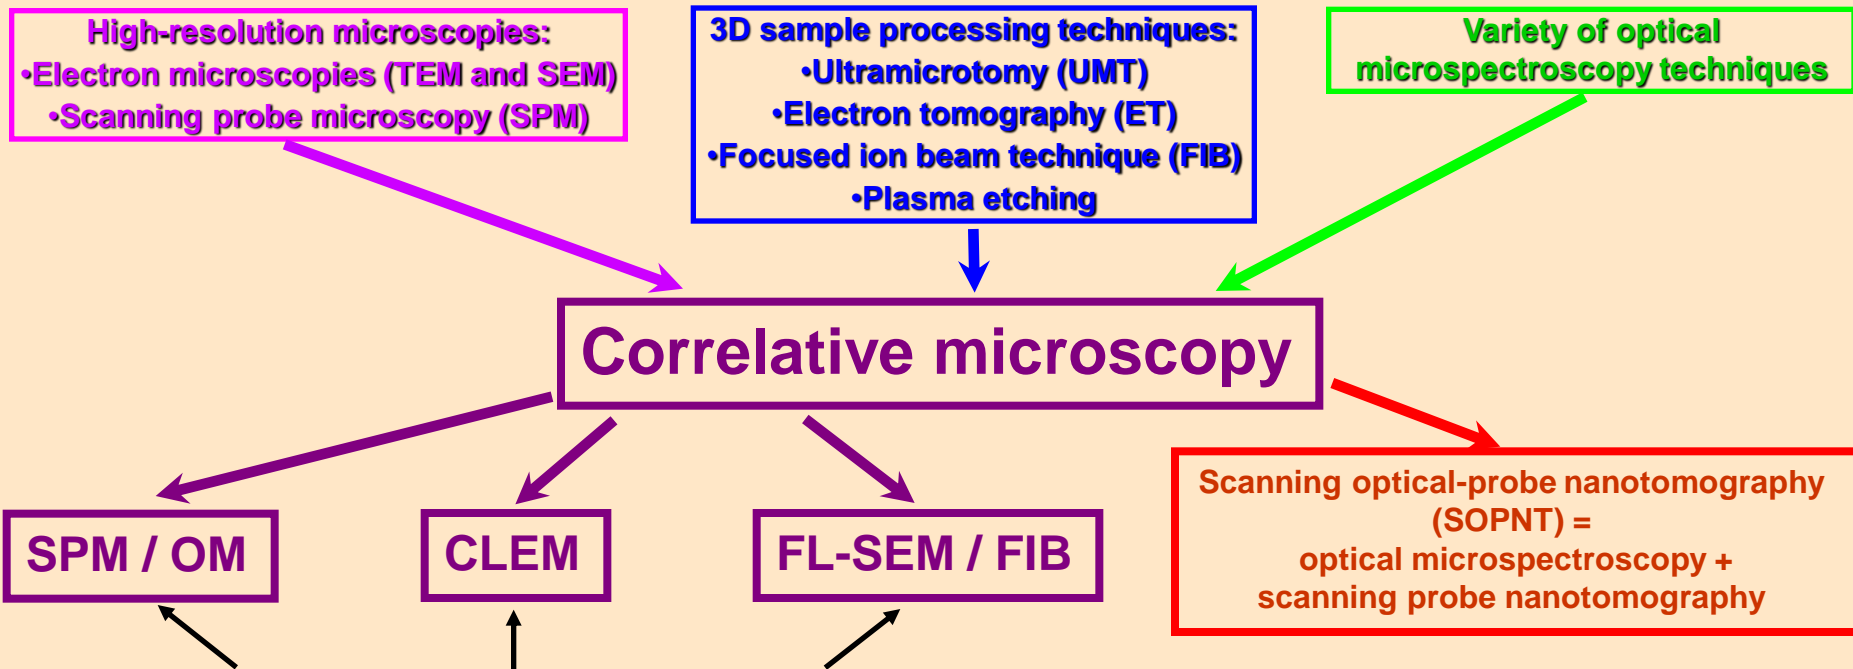 High-resolution microscopies:
•Electron microscopies (TEM and SEM)
•Scanning probe microscopy (SPM)
3D sample processing techniques:
•Ultramicrotomy (UMT)
•Electron tomography (ET)
•Focused ion beam technique (FIB)
•Plasma etching
Variety of optical
microspectroscopy techniques
Correlative microscopy
SPM / OM
CLEM
FL-SEM / FIB
Scanning optical-probe nanotomography
(SOPNT) =
optical microspectroscopy +
scanning probe nanotomography